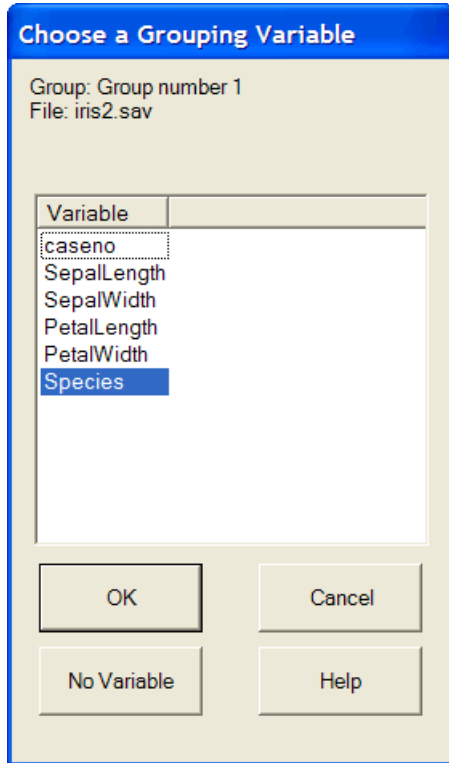 Choose a Grouping Variable
Group: Group number 1
File: iris2.sav
Variable
caseno
SepalLength
SepalWidth
PetalLength
PetalWidth
Species
OK
Cancel
No Variable
Help